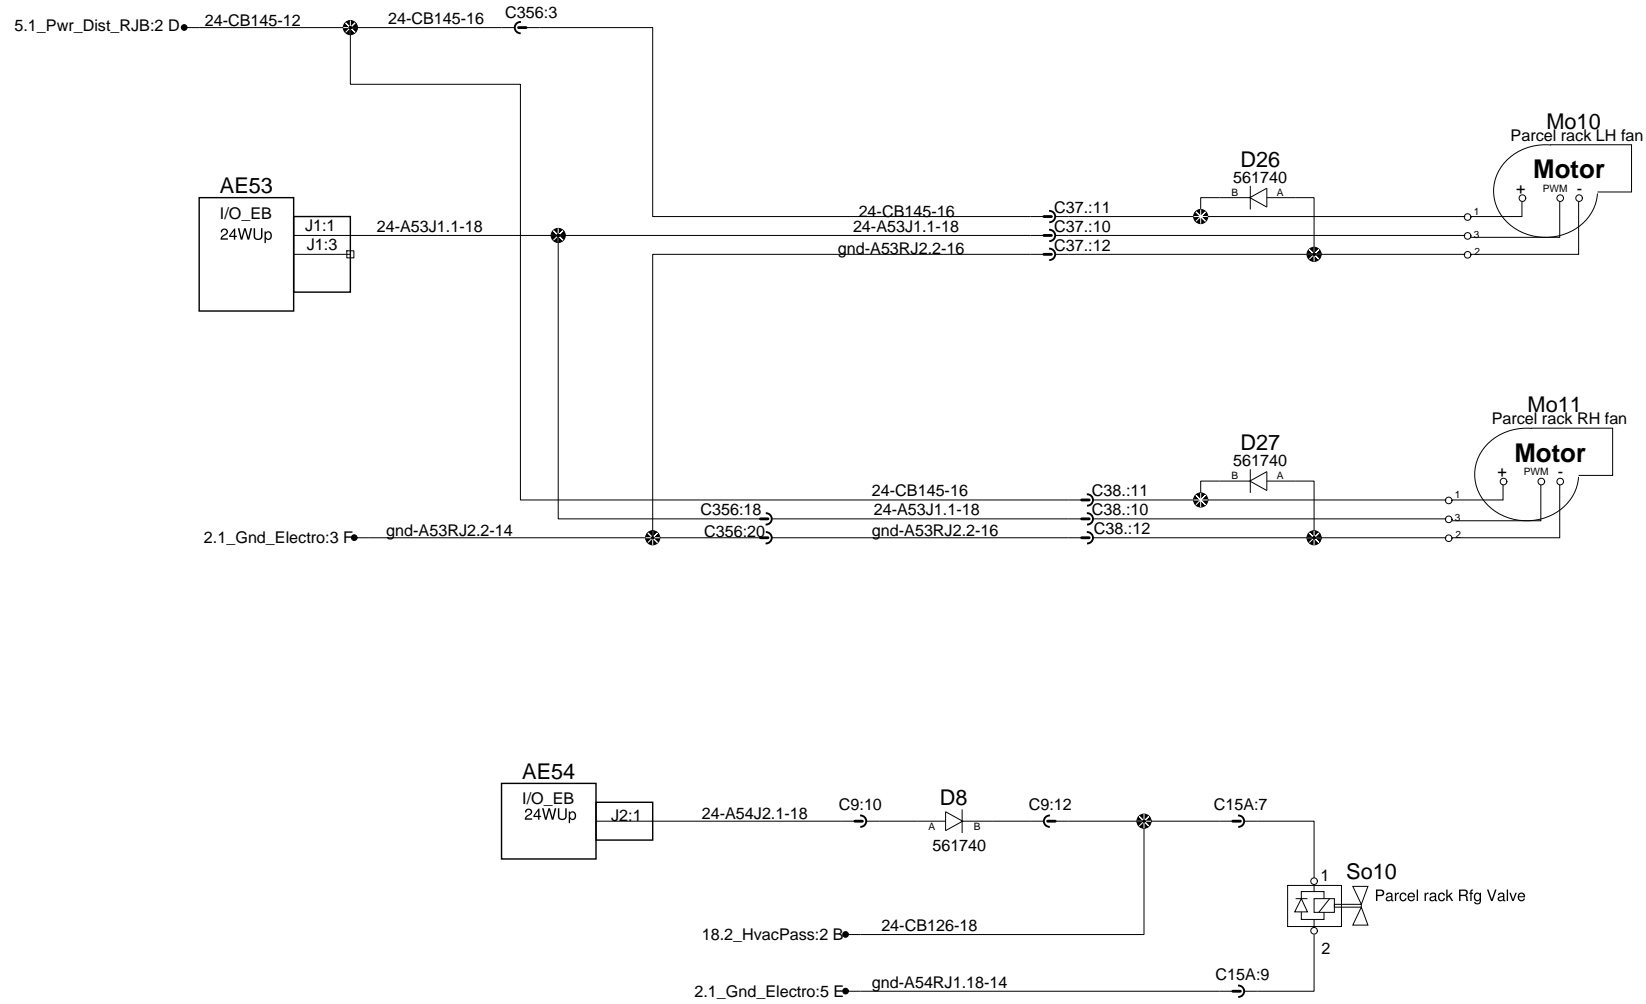 5.1_Pwr_Dist_RJB:2 D
24-CB145-12
24-CB145-16
C356:3
Mo10
Parcel rack LH fan
Motor
+
PWM
-
D26
561740
B
A
AE53
I/O_EB
24WUp
J1:1
J1:3
24-A53J1.1-18
24-CB145-16
C37.:11
1
24-A53J1.1-18
C37.:10
3
gnd-A53RJ2.2-16
C37.:12
2
Mo11
Parcel rack RH fan
Motor
+
PWM
-
D27
561740
B
A
24-CB145-16
C38.:11
1
C356:18
24-A53J1.1-18
C38.:10
3
2.1_Gnd_Electro:3 F
gnd-A53RJ2.2-14
C356:20
gnd-A53RJ2.2-16
C38.:12
2
AE54
I/O_EB
24WUp
J2:1
24-A54J2.1-18
C9:10
D8
A
B
561740
C9:12
C15A:7
1
So10
Parcel rack Rfg Valve
2
18.2_HvacPass:2 B
24-CB126-18
2.1_Gnd_Electro:5 E
gnd-A54RJ1.18-14
C15A:9